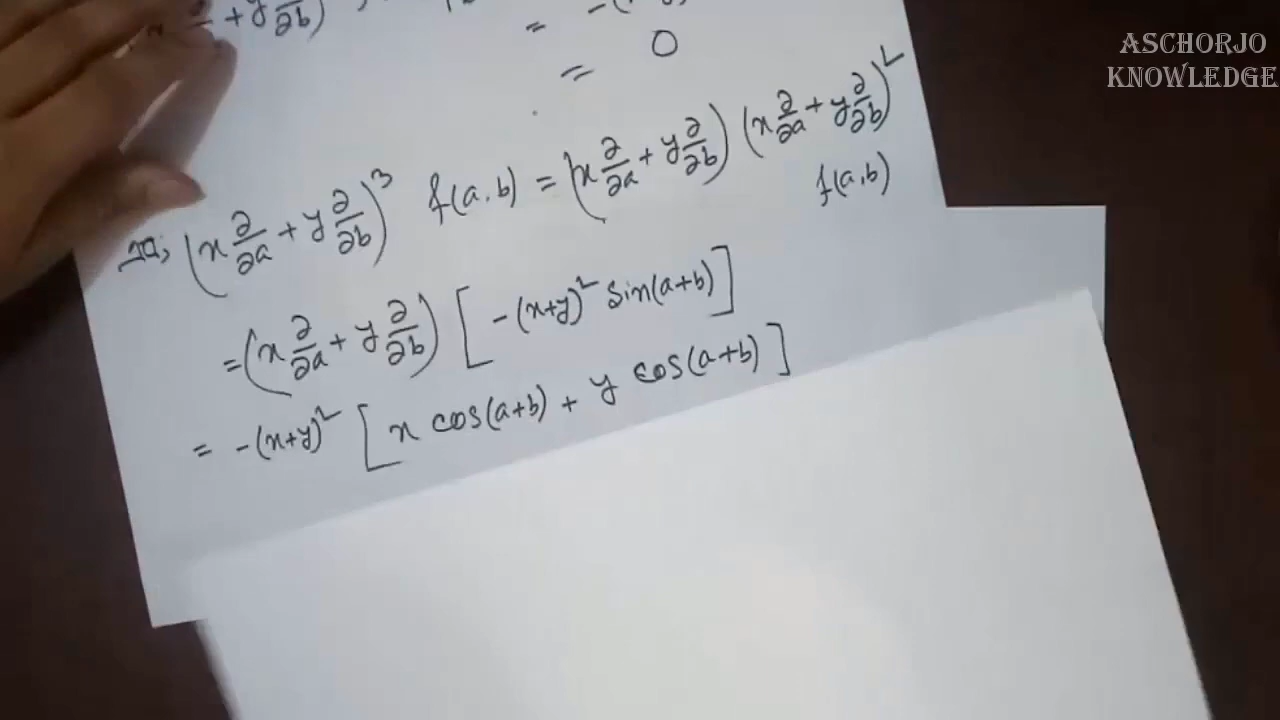 ASCHORJO
KNOWLEDGE
+ y ∂/∂b)
= -(
= 0
(x ∂/∂a + y ∂/∂b)³ f(a,b) = (x ∂/∂a + y ∂/∂b) (x ∂/∂a + y ∂/∂b)²
f(a,b)
= (x ∂/∂a + y ∂/∂b) [-(x+y)² Sin(a+b)]
= -(x+y)² [x cos(a+b) + y cos(a+b)]